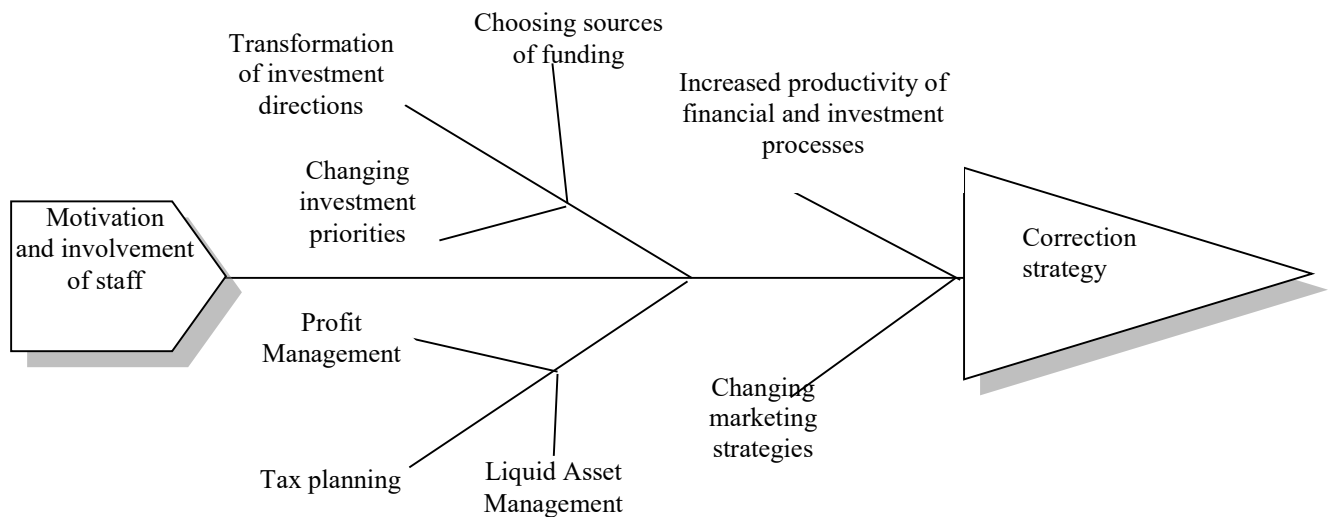 Choosing sources
of funding
Transformation
of investment
directions
Increased productivity of
financial and investment
processes
Changing
investment
priorities
Motivation
and involvement
of staff
Correction
strategy
Profit
Management
Changing
marketing
strategies
Tax planning
Liquid Asset
Management